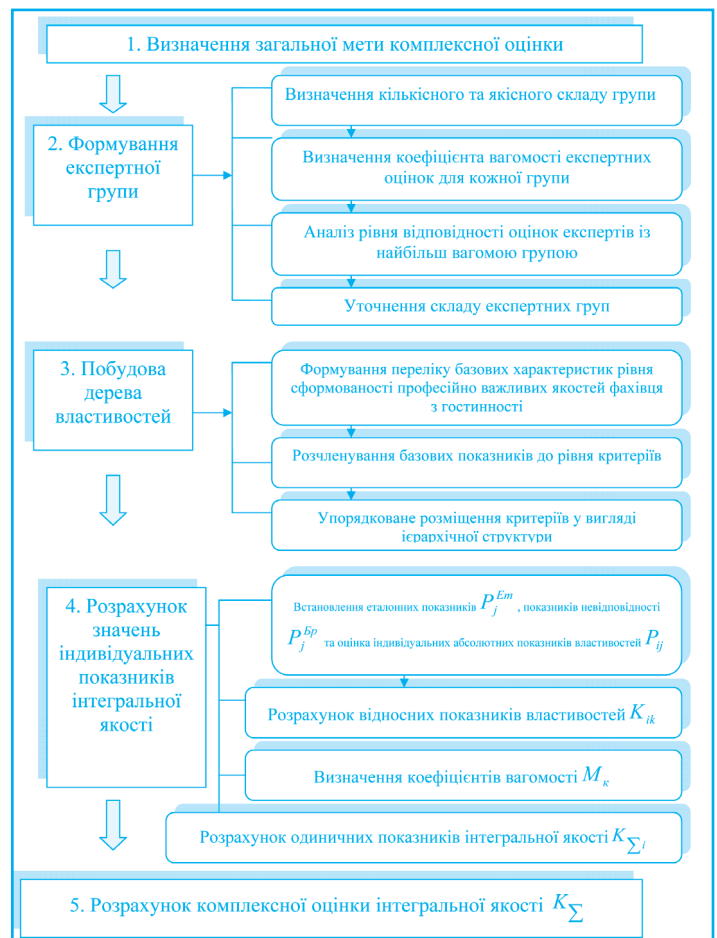 1. Визначення загальної мети комплексної оцінки
2. Формування
експертної
групи
Визначення кількісного та якісного складу групи
Визначення коефіцієнта вагомості експертних
оцінок для кожної групи
Аналіз рівня відповідності оцінок експертів із
найбільш вагомою групою
Уточнення складу експертних груп
3. Побудова
дерева
властивостей
Формування переліку базових характеристик рівня
сформованості професійно важливих якостей фахівця
з гостинності
Розчленування базових показників до рівня критеріїв
Упорядковане розміщення критеріїв у вигляді
ієрархічної структури
4. Розрахунок
значень
індивідуальних
показників
інтегральної
якості
Встановлення еталонних показників P_j^{Em} , показників невідповідності
P_j^{Бр} та оцінка індивідуальних абсолютних показників властивостей P_{ij}
Розрахунок відносних показників властивостей K_{ik}
Визначення коефіцієнтів вагомості M_к
Розрахунок одиничних показників інтегральної якості K_{∑i}
5. Розрахунок комплексної оцінки інтегральної якості K_∑